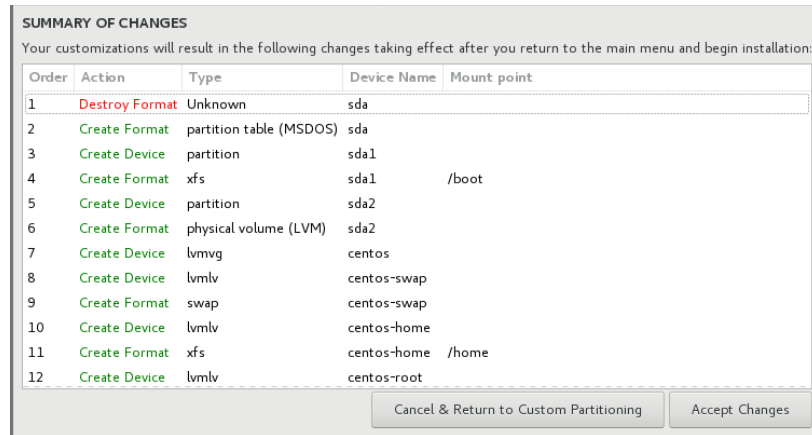 SUMMARY OF CHANGES
Your customizations will result in the following changes taking effect after you return to the main menu and begin installation:
Order Action Type Device Name Mount point
1 Destroy Format Unknown sda
2 Create Format partition table (MSDOS) sda
3 Create Device partition sda1
4 Create Format xfs sda1 /boot
5 Create Device partition sda2
6 Create Format physical volume (LVM) sda2
7 Create Device lvmvg centos
8 Create Device lvmlv centos-swap
9 Create Format swap centos-swap
10 Create Device lvmlv centos-home
11 Create Format xfs centos-home /home
12 Create Device lvmlv centos-root
Cancel & Return to Custom Partitioning Accept Changes